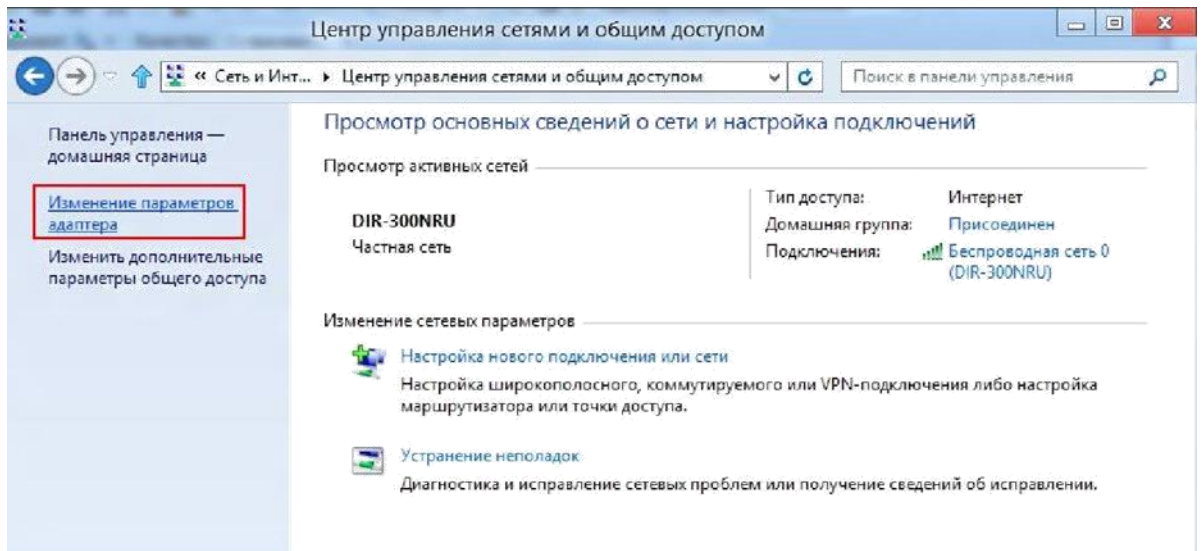 Центр управления сетями и общим доступом
« Сеть и Инт... ▸ Центр управления сетями и общим доступом
Поиск в панели управления
Панель управления —
домашняя страница
Изменение параметров
адаптера
Изменить дополнительные
параметры общего доступа
Просмотр основных сведений о сети и настройка подключений
Просмотр активных сетей
DIR-300NRU
Частная сеть
Тип доступа: Интернет
Домашняя группа: Присоединен
Подключения: Беспроводная сеть 0
(DIR-300NRU)
Изменение сетевых параметров
Настройка нового подключения или сети
Настройка широкополосного, коммутируемого или VPN-подключения либо настройка
маршрутизатора или точки доступа.
Устранение неполадок
Диагностика и исправление сетевых проблем или получение сведений об исправлении.